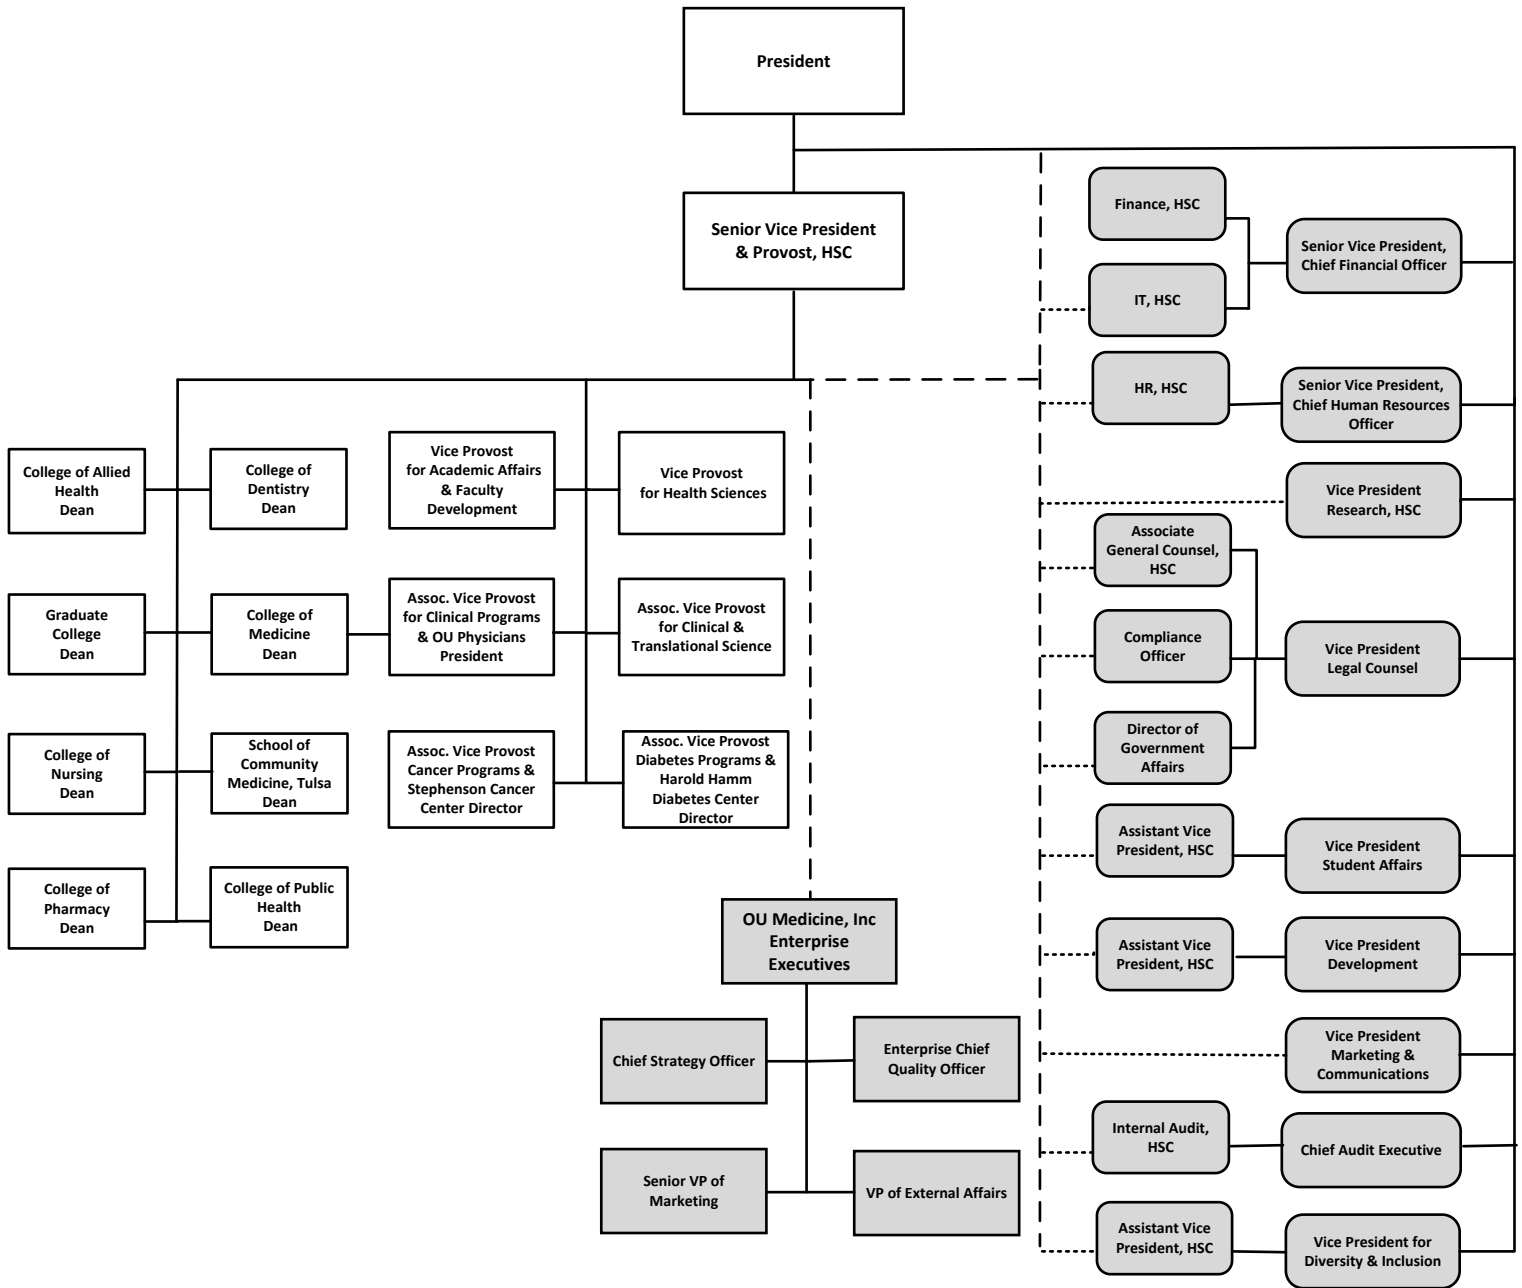 President
Senior Vice President
& Provost, HSC
Finance, HSC
Senior Vice President,
Chief Financial Officer
IT, HSC
HR, HSC
Senior Vice President,
Chief Human Resources
Officer
College of Allied
Health
Dean
College of
Dentistry
Dean
Vice Provost
for Academic Affairs
& Faculty
Development
Vice Provost
for Health Sciences
Vice President
Research, HSC
Associate
General Counsel,
HSC
Graduate
College
Dean
College of
Medicine
Dean
Assoc. Vice Provost
for Clinical Programs
& OU Physicians
President
Assoc. Vice Provost
for Clinical &
Translational Science
Compliance
Officer
Vice President
Legal Counsel
College of
Nursing
Dean
School of
Community
Medicine, Tulsa
Dean
Assoc. Vice Provost
Cancer Programs &
Stephenson Cancer
Center Director
Assoc. Vice Provost
Diabetes Programs &
Harold Hamm
Diabetes Center
Director
Director of
Government
Affairs
Assistant Vice
President, HSC
Vice President
Student Affairs
College of
Pharmacy
Dean
College of Public
Health
Dean
OU Medicine, Inc
Enterprise
Executives
Assistant Vice
President, HSC
Vice President
Development
Chief Strategy Officer
Enterprise Chief
Quality Officer
Vice President
Marketing &
Communications
Internal Audit,
HSC
Chief Audit Executive
Senior VP of
Marketing
VP of External Affairs
Assistant Vice
President, HSC
Vice President for
Diversity & Inclusion